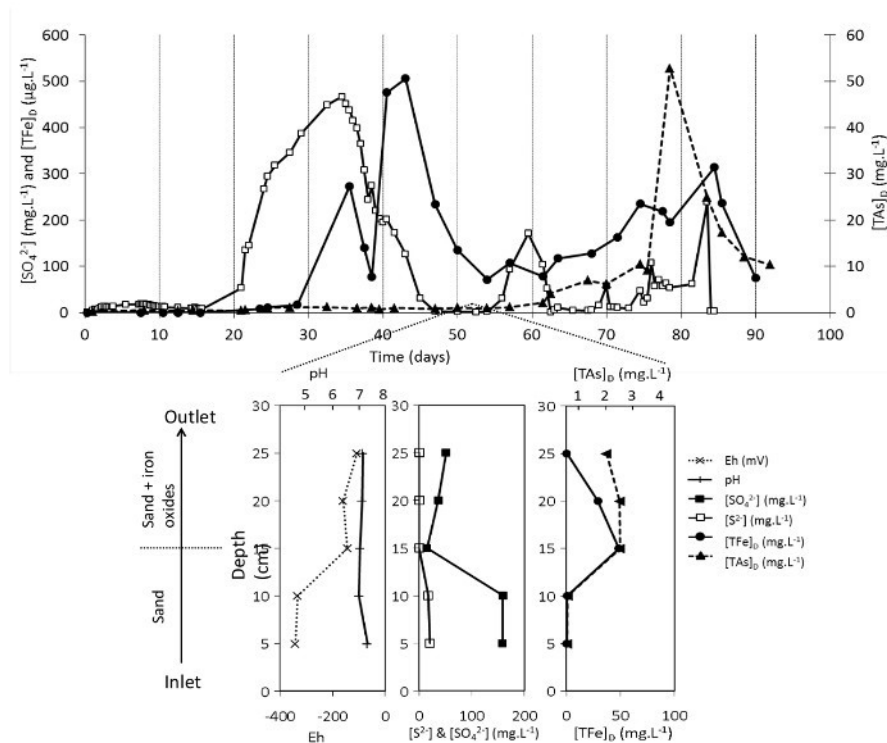 600
500
400
300
200
100
0
[SO₄²⁻] (mg.L⁻¹) and [TFe]D (µg.L⁻¹)
60
50
40
30
20
10
0
[TAs]D (mg.L⁻¹)
0 10 20 30 40 50 60 70 80 90 100
Time (days)
pH
5 6 7 8
[TAs]D (mg.L⁻¹)
1 2 3 4
Outlet
Sand + iron oxides
Sand
Inlet
Depth (cm)
30
25
20
15
10
5
0
30
25
20
15
10
5
0
30
25
20
15
10
5
0
-400 -200 0
Eh
0 100 200
[S²⁻] & [SO₄²⁻] (mg.L⁻¹)
0 50 100
[TFe]D (mg.L⁻¹)
Eh (mV)
pH
[SO₄²⁻] (mg.L⁻¹)
[S²⁻] (mg.L⁻¹)
[TFe]D (mg.L⁻¹)
[TAs]D (mg.L⁻¹)